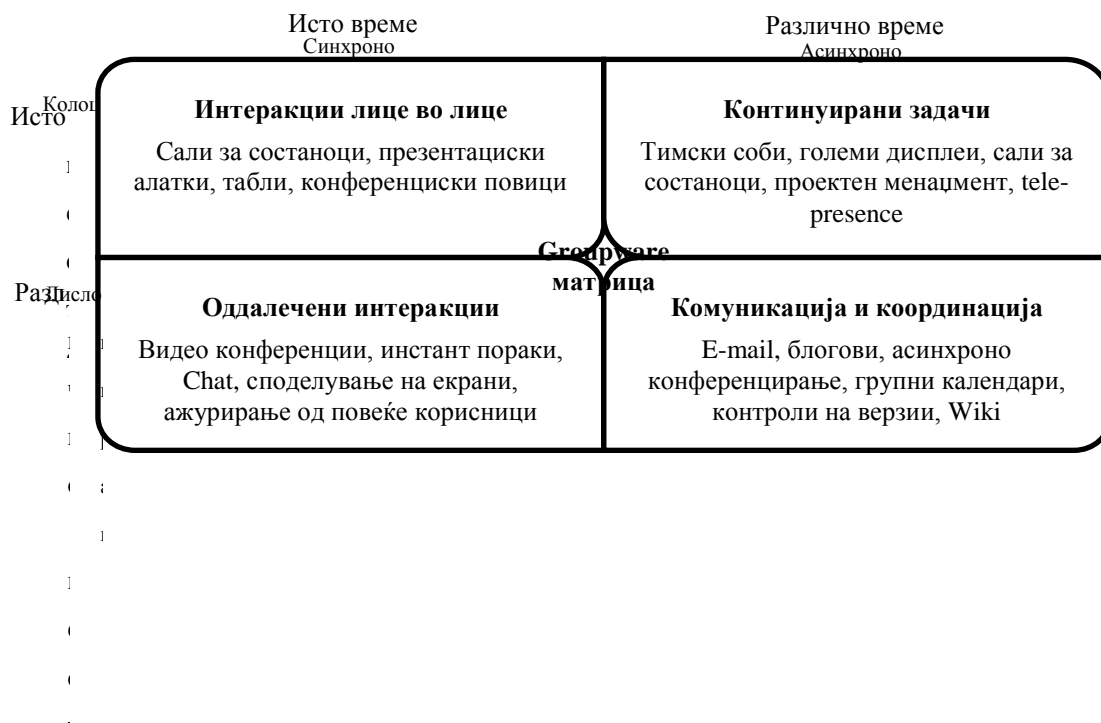 Исто време
Синхроно
Различно време
Асинхроно
Исто
Интеракции лице во лице
Сали за состаноци, презентациски
алатки, табли, конференциски повици
Континуирани задачи
Тимски соби, големи дисплеи, сали за
состаноци, проектен менаџмент, tele-
presence
Groupware
матрица
Оддалечени интеракции
Видео конференции, инстант пораки,
Chat, споделување на екрани,
ажурирање од повеќе корисници
Комуникација и координација
E-mail, блогови, асинхроно
конференцирање, групни календари,
контроли на верзии, Wiki